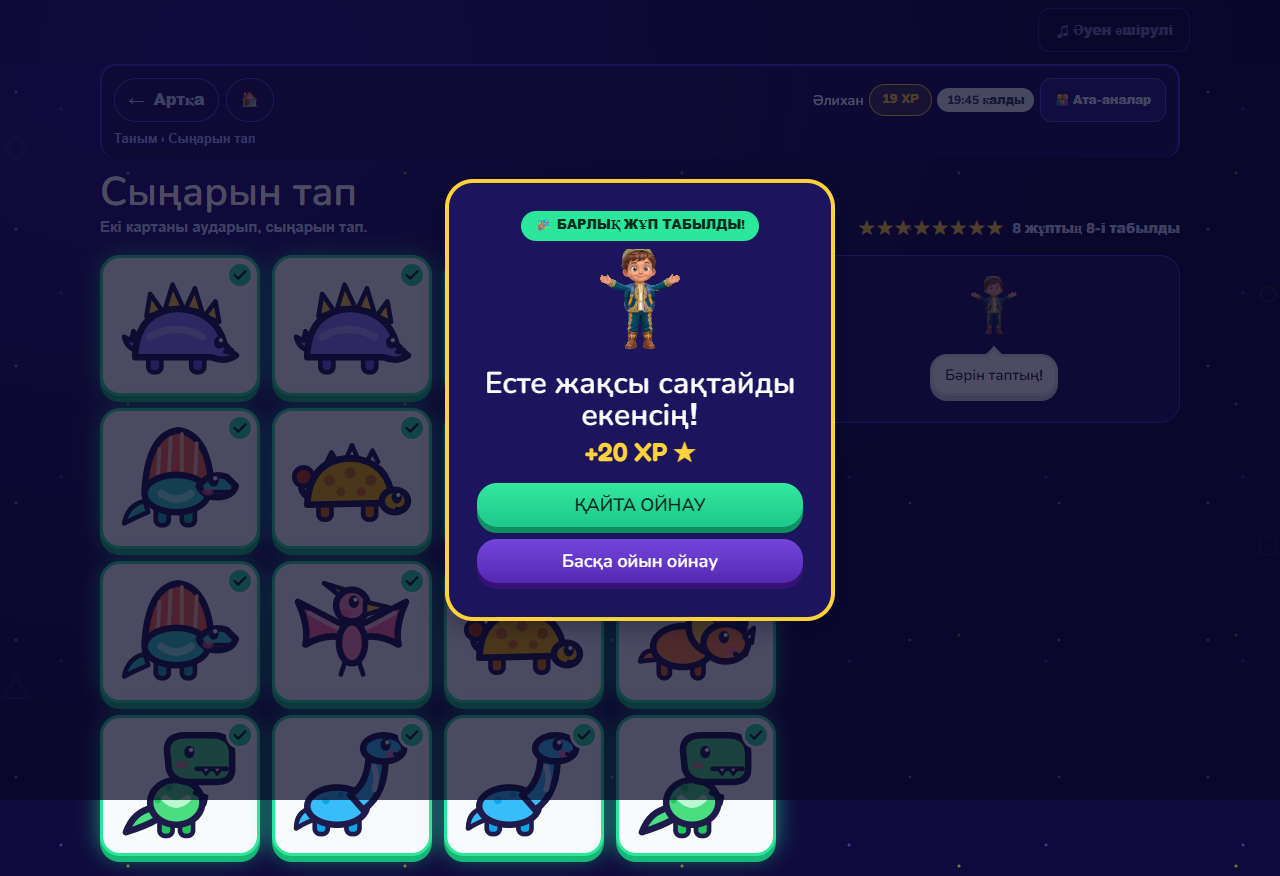 Әуен өшірулі
← Артқа
Әлихан
19 XP
19:45 қалды
Ата-аналар
Таным › Сыңарын тап
Сыңарын тап
Екі картаны аударып, сыңарын тап.
8 жұптың 8-і табылды
БАРЛЫҚ ЖҰП ТАБЫЛДЫ!
Бәрін таптың!
Есте жақсы сақтайды
екенсің!
+20 XP ★
ҚАЙТА ОЙНАУ
Басқа ойын ойнау